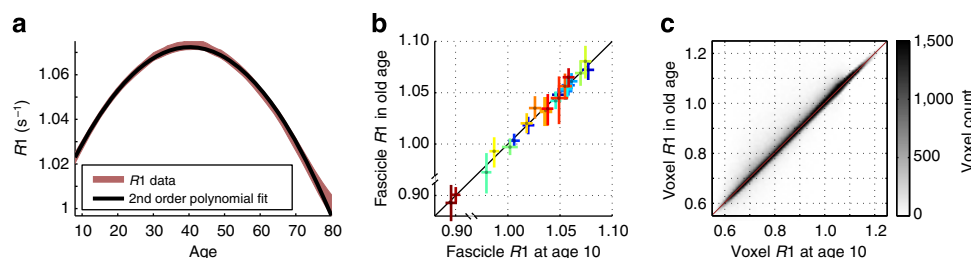 a
R1 (s⁻¹)
1.06
1.04
1.02
1
R1 data
2nd order polynomial fit
10 20 30 40 50 60 70 80
Age
b
Fascicle R1 in old age
1.10
1.05
1.00
0.90
0.90 1.00 1.05 1.10
Fascicle R1 at age 10
c
Voxel R1 in old age
1.2
1.0
0.8
0.6
0.6 0.8 1.0 1.2
Voxel R1 at age 10
1,500
1,000
500
0
Voxel count